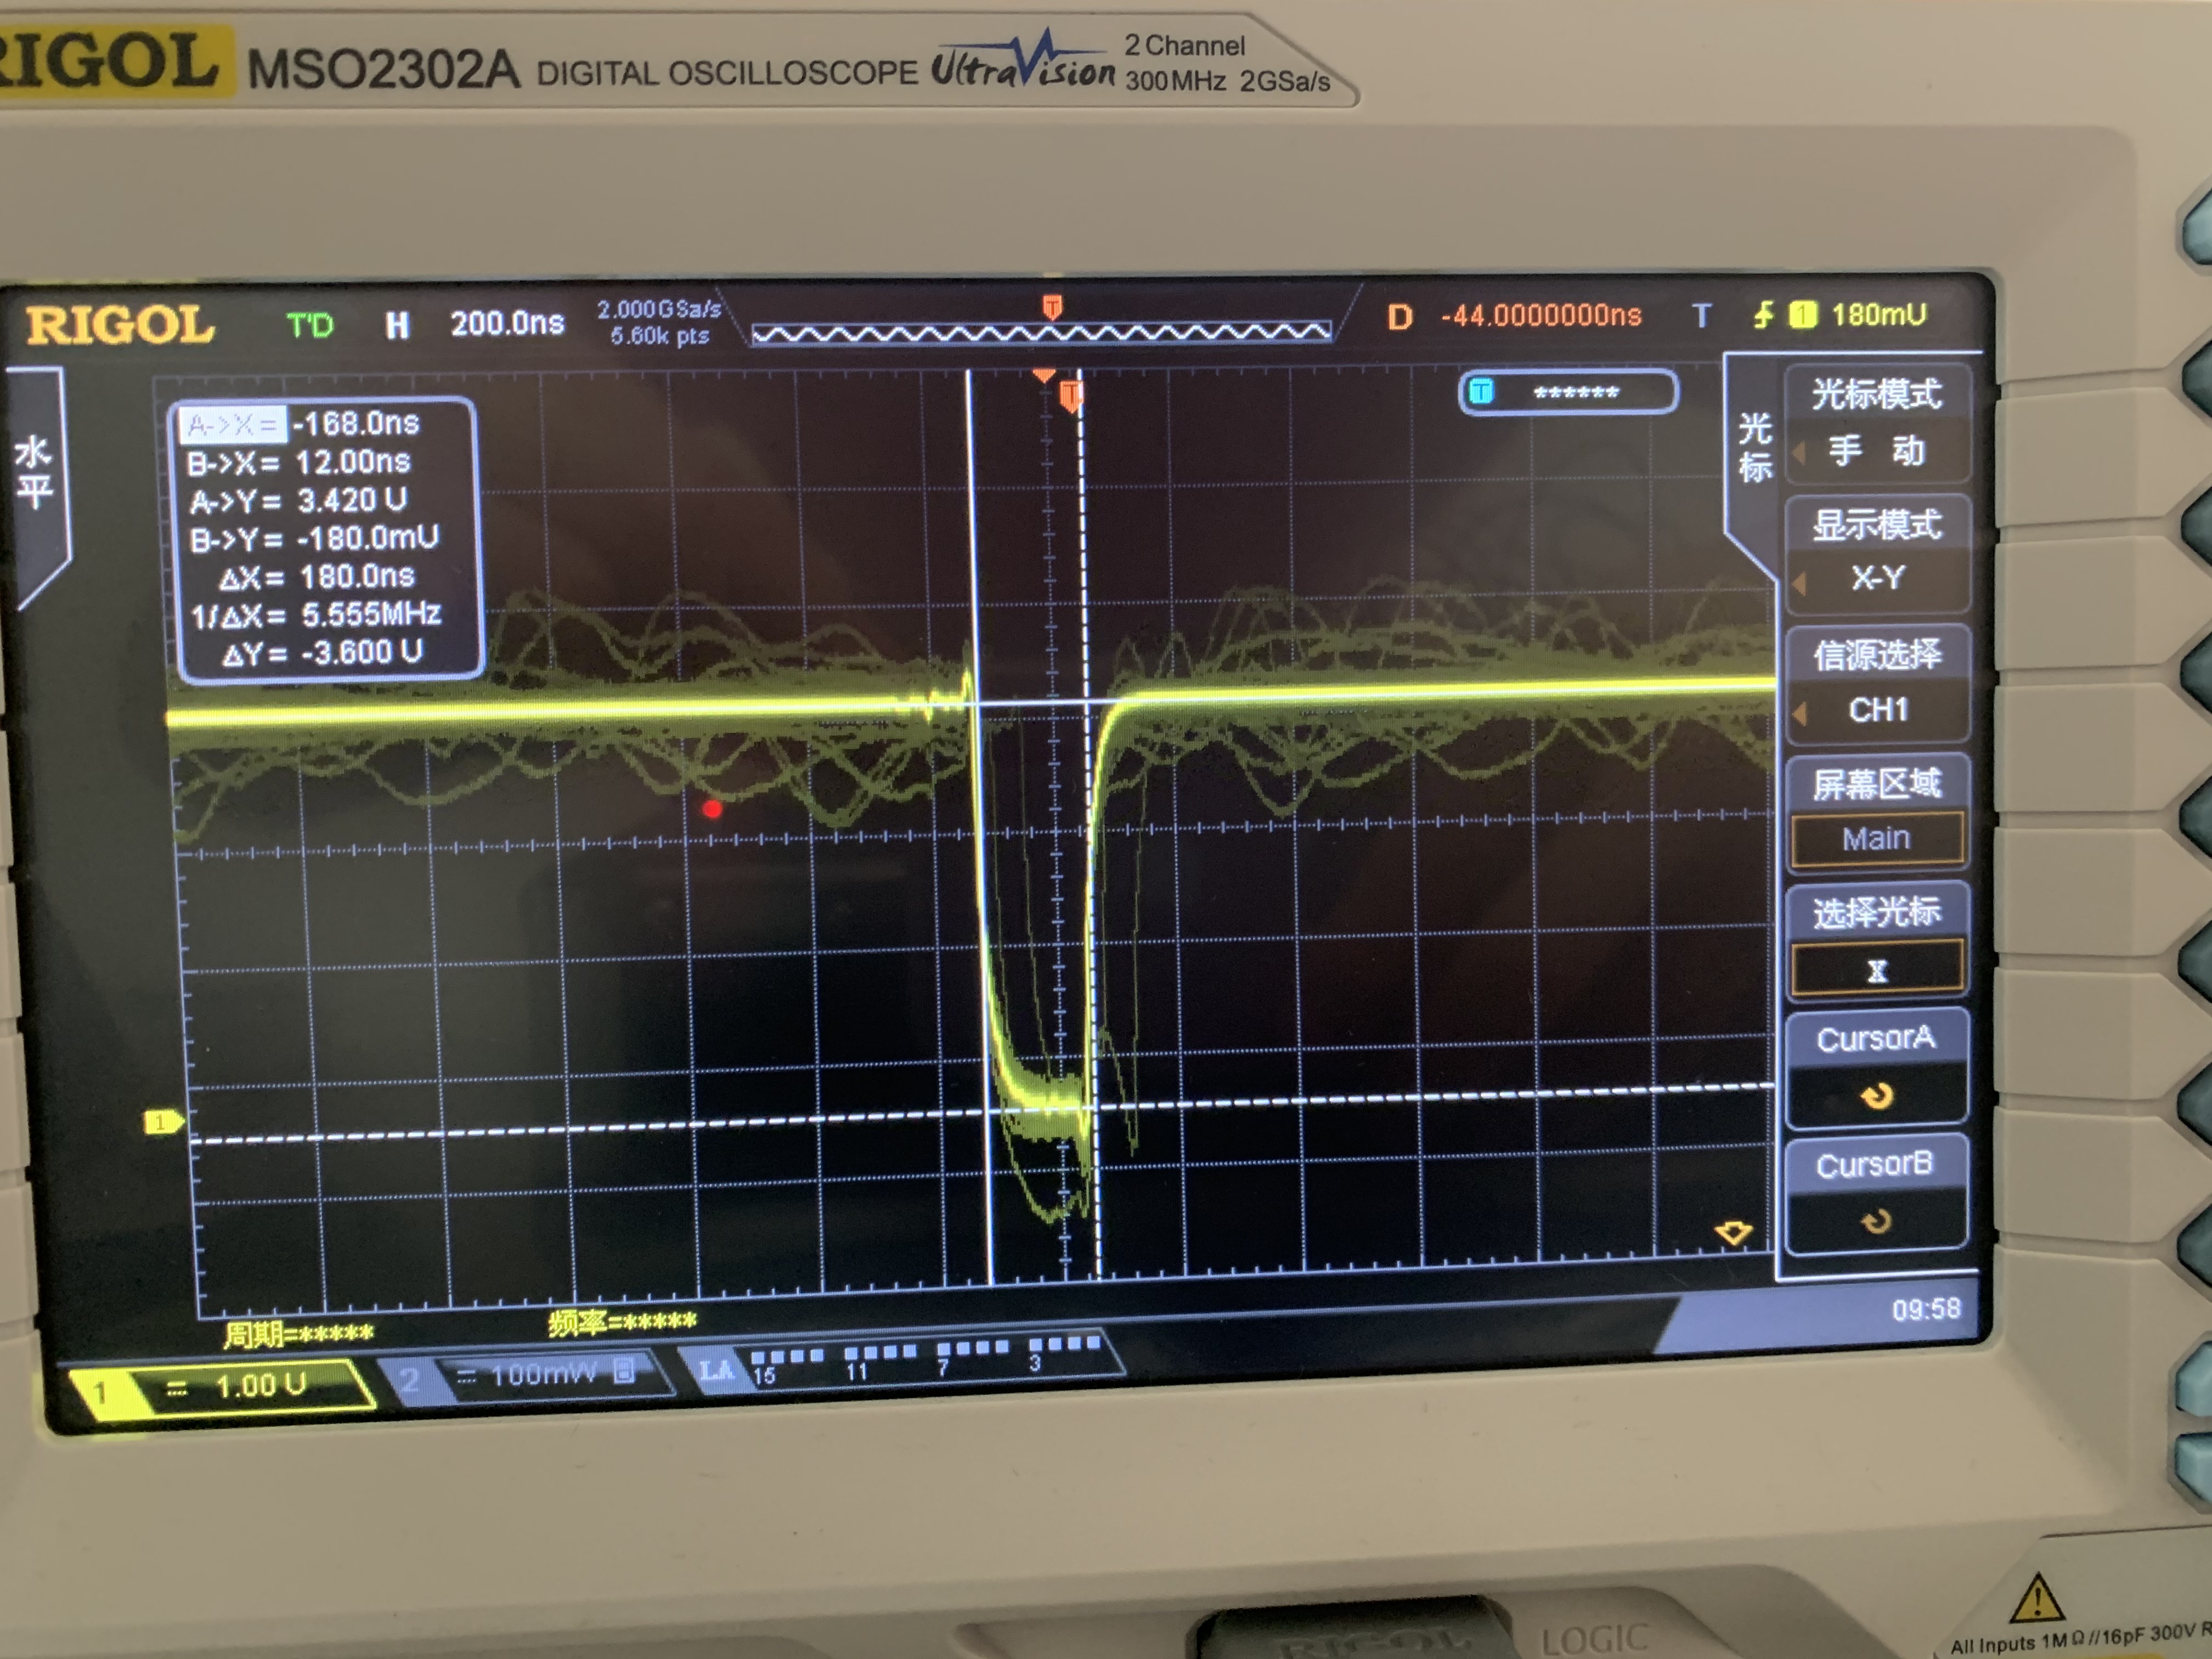 RIGOL MSO2302A DIGITAL OSCILLOSCOPE UltraVision 2 Channel
300MHz 2GSa/s
RIGOL T'D H 200.0ns 2.000GSa/s D -44.0000000ns T 1 180mU
5.60k pts
水平
T ******
A->X= -168.0ns
B->X= 12.00ns
A->Y= 3.420 U
B->Y= -180.0mU
ΔX= 180.0ns
1/ΔX= 5.555MHz
ΔY= -3.600 U
光标
光标模式
手 动
显示模式
X-Y
信源选择
CH1
屏幕区域
Main
选择光标
X
CursorA
CursorB
1
周期=***** 频率=*****
09:58
1 = 1.00 U 2 = 100mW B LA 15 11 7 3
RIGOL LOGIC
All Inputs 1MΩ//16pF 300V